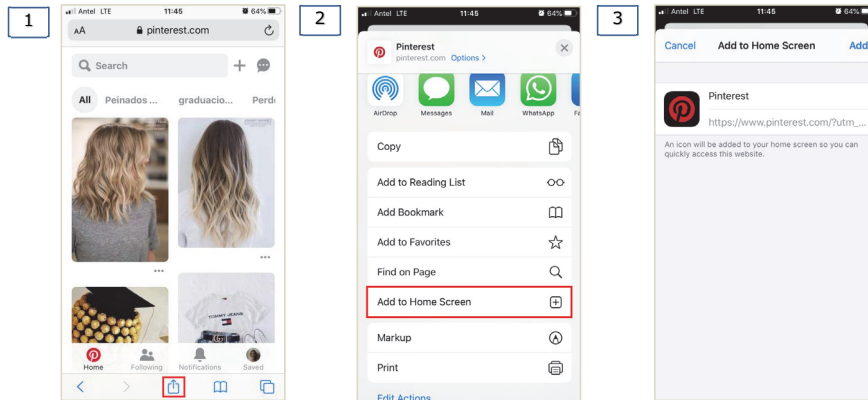 1
Antel LTE 11:45 64%
AA pinterest.com
Search
All Peinados ... graduacio... Perd
TOMMY JEANS
Home Following Notifications Saved
2
Antel LTE 11:45 64%
Pinterest
pinterest.com Options >
AirDrop Messages Mail WhatsApp Fa
Copy
Add to Reading List
Add Bookmark
Add to Favorites
Find on Page
Add to Home Screen
Markup
Print
Edit Actions
3
Antel LTE 11:45 64%
Cancel Add to Home Screen Add
Pinterest
https://www.pinterest.com/?utm_...
An icon will be added to your home screen so you can
quickly access this website.